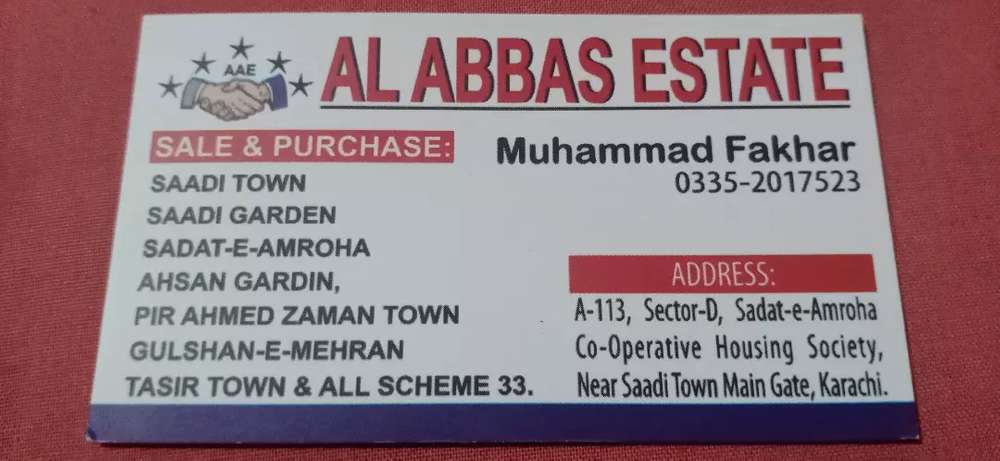 AAE
AL ABBAS ESTATE
SALE & PURCHASE:
SAADI TOWN
SAADI GARDEN
SADAT-E-AMROHA
AHSAN GARDIN,
PIR AHMED ZAMAN TOWN
GULSHAN-E-MEHRAN
TASIR TOWN & ALL SCHEME 33.
Muhammad Fakhar
0335-2017523
ADDRESS:
A-113, Sector-D, Sadat-e-Amroha
Co-Operative Housing Society,
Near Saadi Town Main Gate, Karachi.